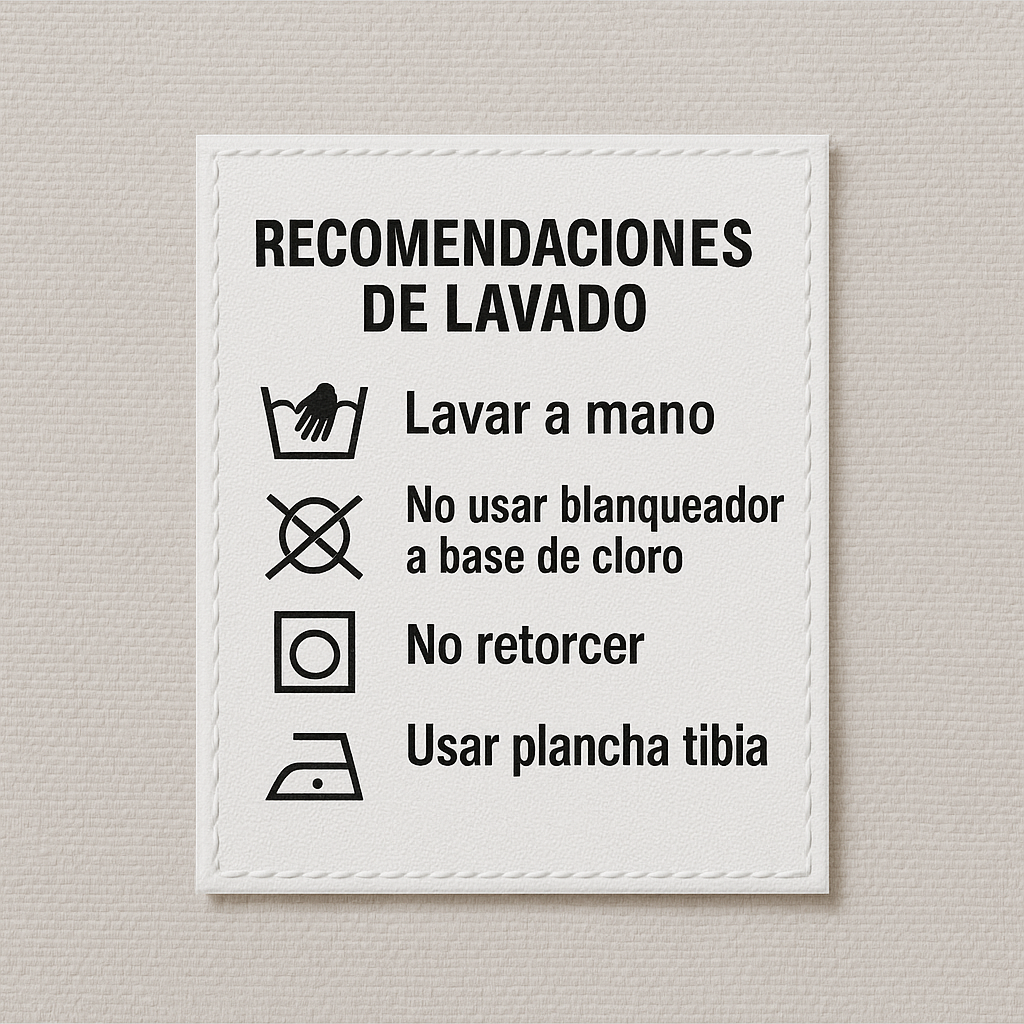 RECOMENDACIONES
DE LAVADO
Lavar a mano
No usar blanqueador
a base de cloro
No retorcer
Usar plancha tibia